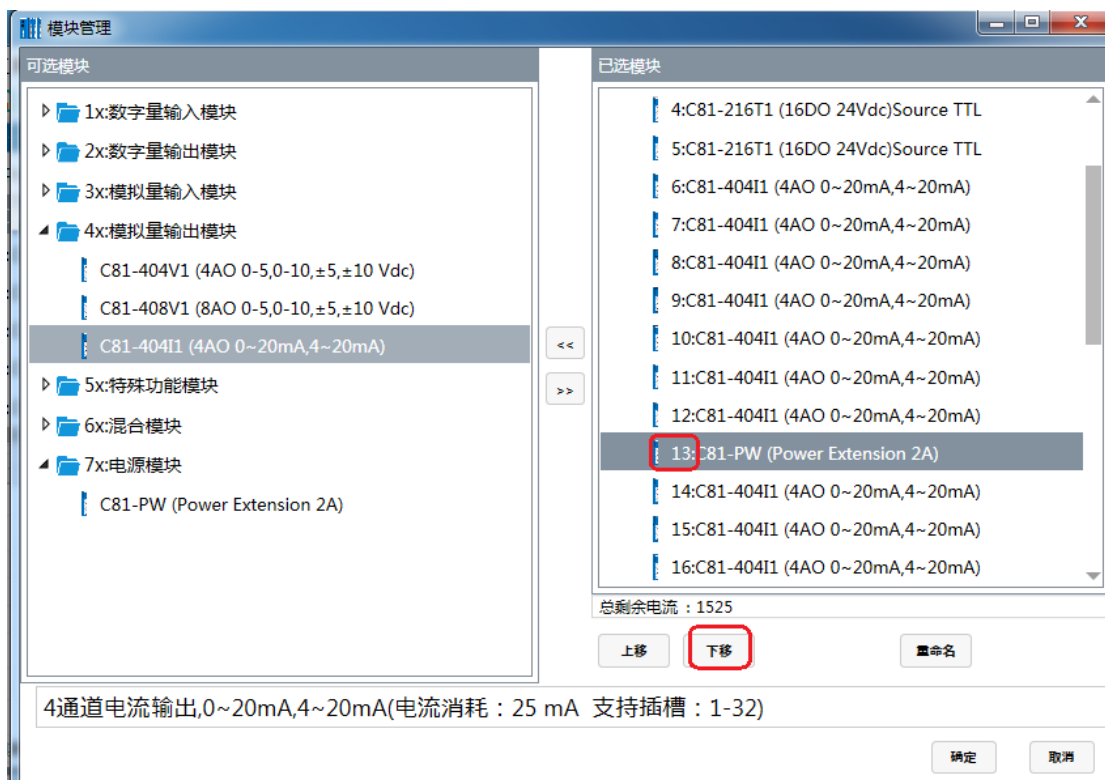 模块管理
可选模块
1x:数字量输入模块
2x:数字量输出模块
3x:模拟量输入模块
4x:模拟量输出模块
C81-404V1 (4AO 0-5,0-10,±5,±10 Vdc)
C81-408V1 (8AO 0-5,0-10,±5,±10 Vdc)
C81-404I1 (4AO 0~20mA,4~20mA)
5x:特殊功能模块
6x:混合模块
7x:电源模块
C81-PW (Power Extension 2A)
<<
>>
已选模块
4:C81-216T1 (16DO 24Vdc)Source TTL
5:C81-216T1 (16DO 24Vdc)Source TTL
6:C81-404I1 (4AO 0~20mA,4~20mA)
7:C81-404I1 (4AO 0~20mA,4~20mA)
8:C81-404I1 (4AO 0~20mA,4~20mA)
9:C81-404I1 (4AO 0~20mA,4~20mA)
10:C81-404I1 (4AO 0~20mA,4~20mA)
11:C81-404I1 (4AO 0~20mA,4~20mA)
12:C81-404I1 (4AO 0~20mA,4~20mA)
13:C81-PW (Power Extension 2A)
14:C81-404I1 (4AO 0~20mA,4~20mA)
15:C81-404I1 (4AO 0~20mA,4~20mA)
16:C81-404I1 (4AO 0~20mA,4~20mA)
总剩余电流：1525
上移 下移 重命名
4通道电流输出,0~20mA,4~20mA(电流消耗：25 mA 支持插槽：1-32)
确定 取消